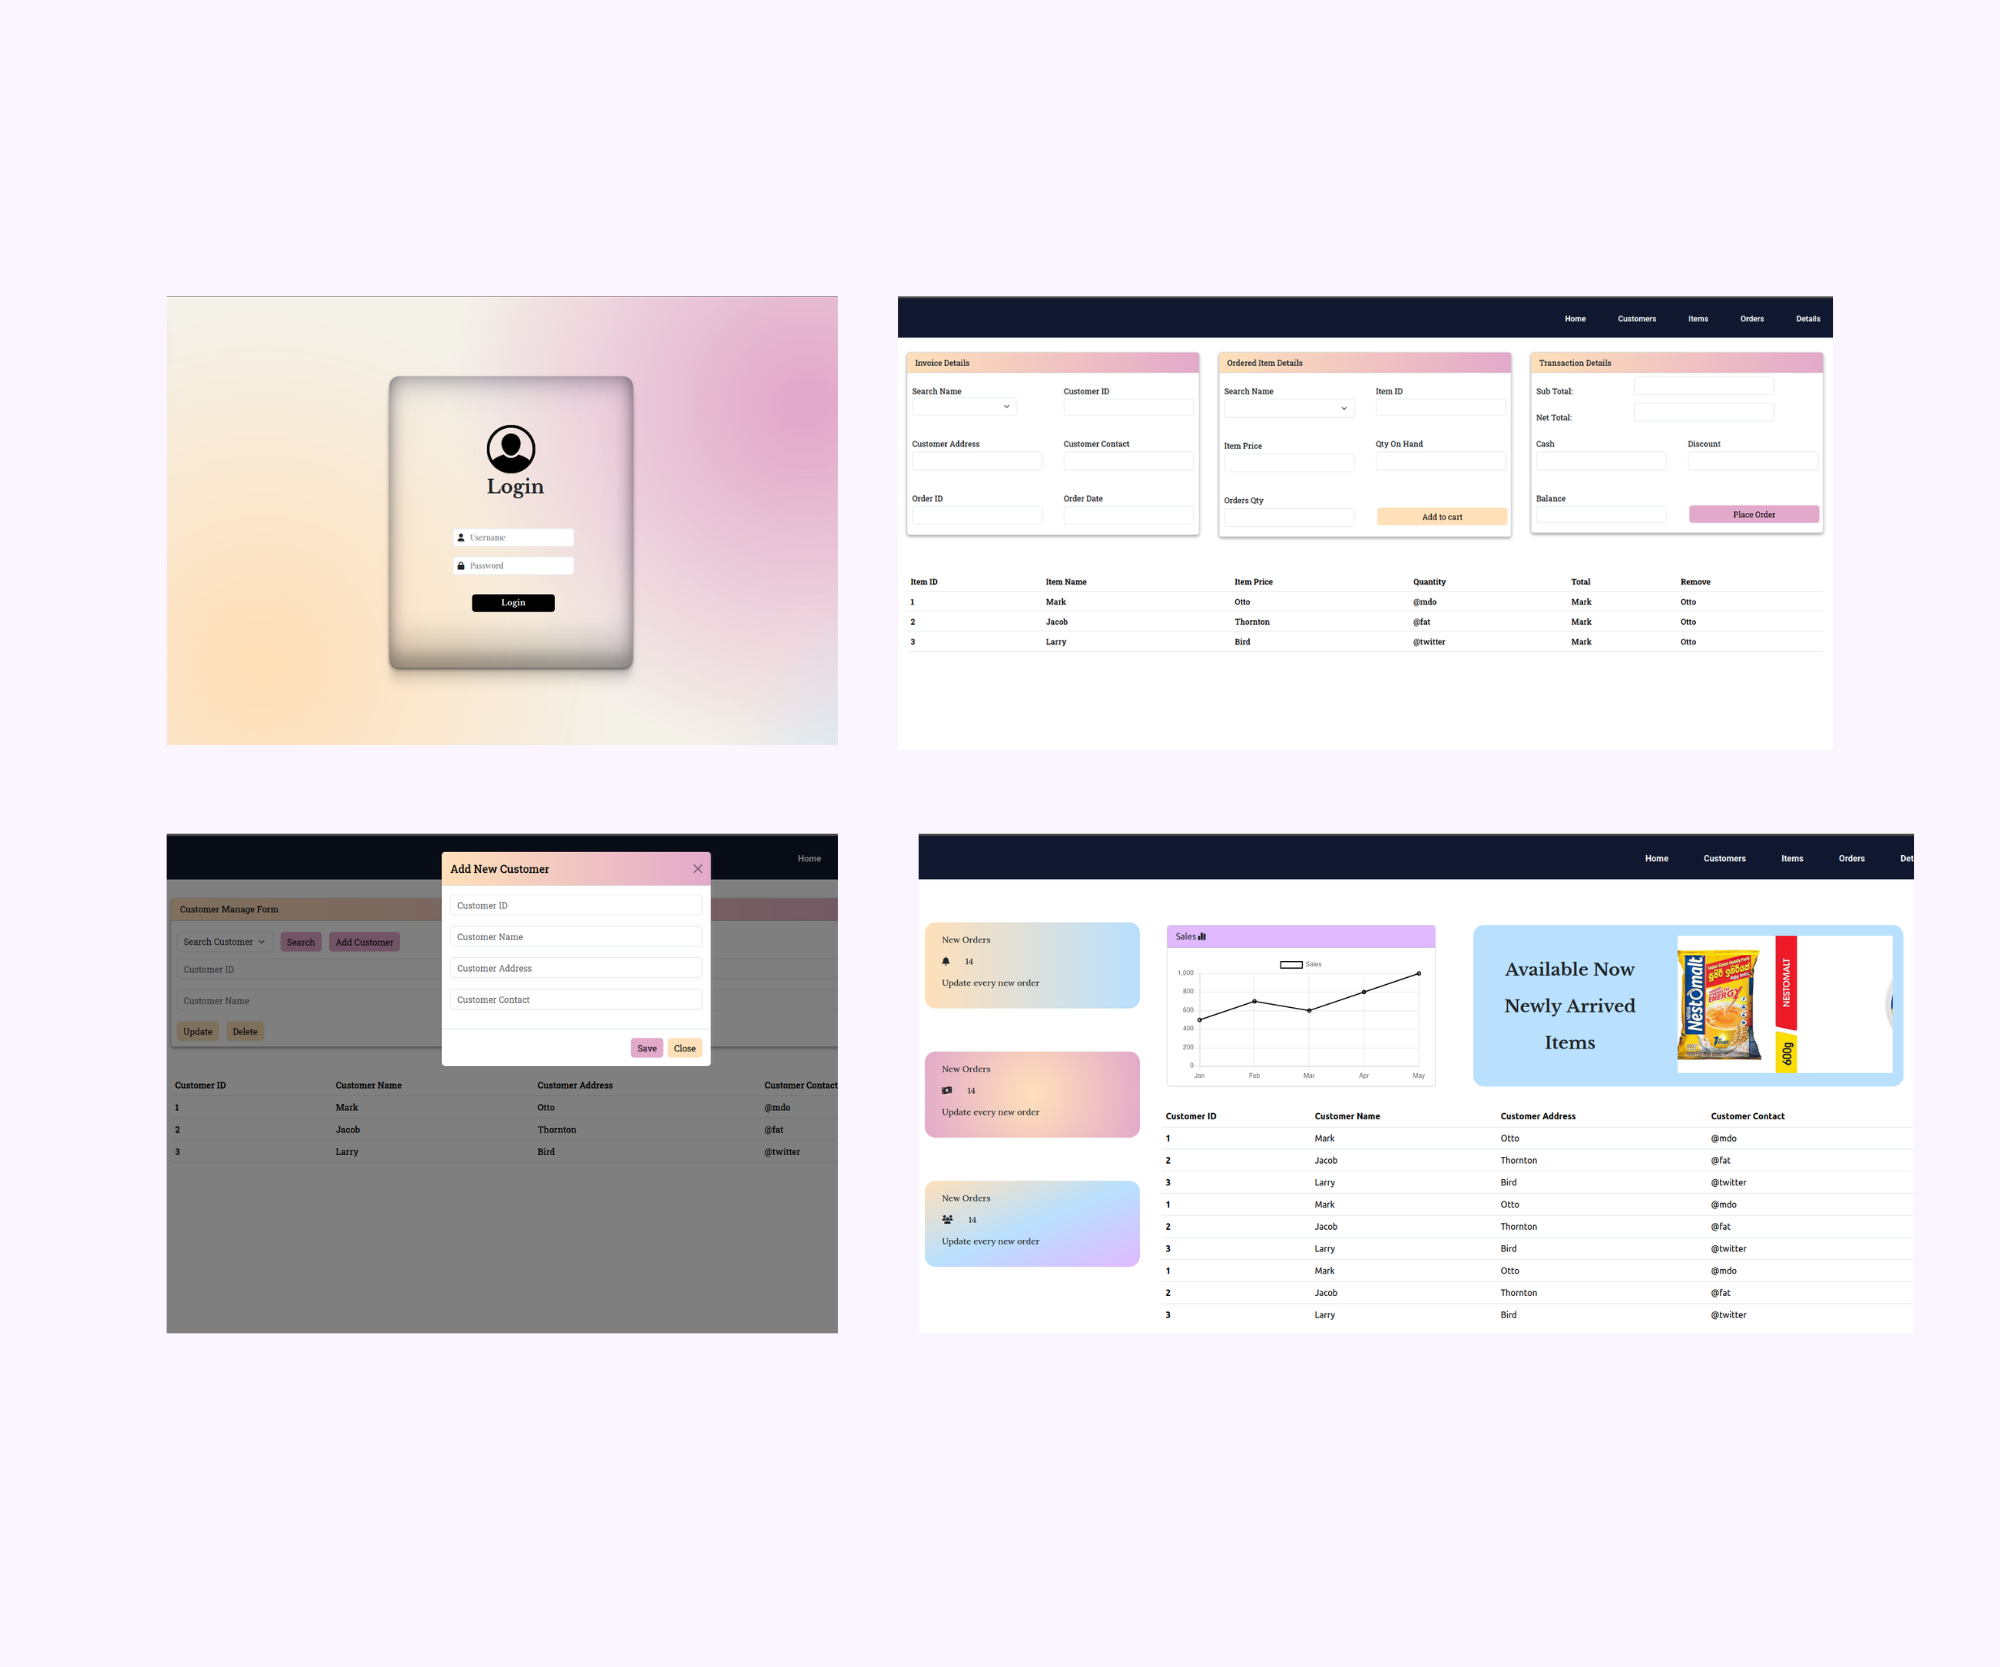 Login
Username
Password
Login
Home Customers Items Orders Details
Invoice Details
Search Name Customer ID
Customer Address Customer Contact
Order ID Order Date
Ordered Item Details
Search Name Item ID
Item Price Qty On Hand
Orders Qty Add to cart
Transaction Details
Sub Total:
Net Total:
Cash Discount
Balance Place Order
Item ID Item Name Item Price Quantity Total Remove
1 Mark Otto @mdo Mark Otto
2 Jacob Thornton @fat Mark Otto
3 Larry Bird @twitter Mark Otto
Home
Customer Manage Form
Search Customer Search Add Customer
Customer ID
Customer Name
Update Delete
Add New Customer
Customer ID
Customer Name
Customer Address
Customer Contact
Save Close
Customer ID Customer Name Customer Address Customer Contact
1 Mark Otto @mdo
2 Jacob Thornton @fat
3 Larry Bird @twitter
Home Customers Items Orders Det
New Orders
14
Update every new order
New Orders
14
Update every new order
New Orders
14
Update every new order
Sales
Sales
1,000
800
600
400
200
0
Jan Feb Mar Apr May
Available Now
Newly Arrived
Items
NestOmalt
ENERGY
NESTOMALT
600g
Customer ID Customer Name Customer Address Customer Contact
1 Mark Otto @mdo
2 Jacob Thornton @fat
3 Larry Bird @twitter
1 Mark Otto @mdo
2 Jacob Thornton @fat
3 Larry Bird @twitter
1 Mark Otto @mdo
2 Jacob Thornton @fat
3 Larry Bird @twitter